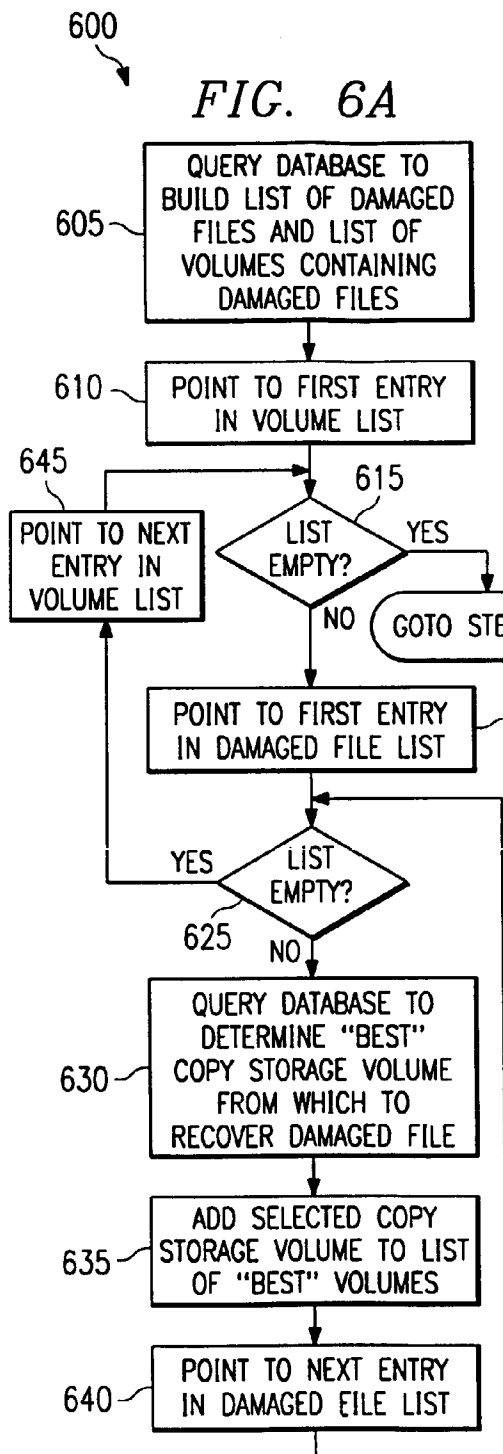 600
FIG. 6A
QUERY DATABASE TO
BUILD LIST OF DAMAGED
FILES AND LIST OF
VOLUMES CONTAINING
DAMAGED FILES
605
POINT TO FIRST ENTRY
IN VOLUME LIST
610
645
POINT TO NEXT
ENTRY IN
VOLUME LIST
615
LIST
EMPTY?
YES
NO
GOTO STE
POINT TO FIRST ENTRY
IN DAMAGED FILE LIST
YES
LIST
EMPTY?
625
NO
QUERY DATABASE TO
DETERMINE "BEST"
COPY STORAGE VOLUME
FROM WHICH TO
RECOVER DAMAGED FILE
630
ADD SELECTED COPY
STORAGE VOLUME TO LIST
OF "BEST" VOLUMES
635
POINT TO NEXT ENTRY
IN DAMAGED FILE LIST
640